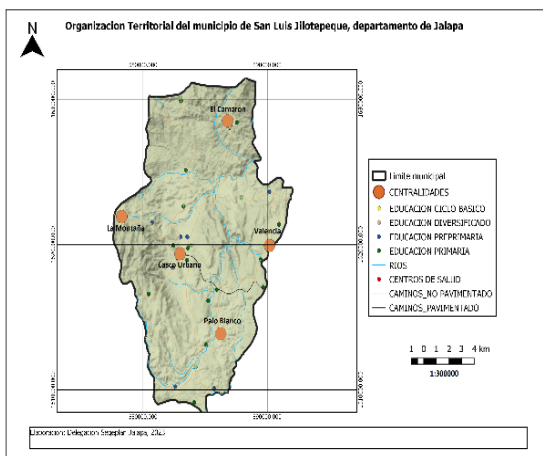 N
Organizacion Territorial del municipio de San Luis Jilotepeque, departamento de Jalapa
El Camaron
La Montaña
Valencia
Casco Urbano
Palo Blanco
Limite municipal
CENTRALIDADES
EDUCACION CICLO BASICO
EDUCACION DIVERSIFICADO
EDUCACION PREPRIMARIA
EDUCACION PRIMARIA
RIOS
CENTROS DE SALUD
CAMINOS_NO PAVIMENTADO
CAMINOS_PAVIMENTADO
1 0 1 2 3 4 km
1:300000
Elaboracion: Delegacion Segeplan Jalapa, 2023